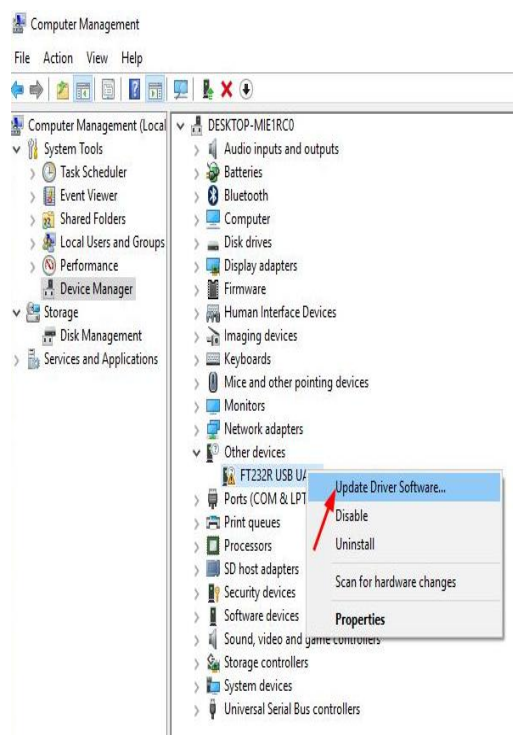 Computer Management
File Action View Help
Computer Management (Local
System Tools
Task Scheduler
Event Viewer
Shared Folders
Local Users and Groups
Performance
Device Manager
Storage
Disk Management
Services and Applications
DESKTOP-MIE1RC0
Audio inputs and outputs
Batteries
Bluetooth
Computer
Disk drives
Display adapters
Firmware
Human Interface Devices
Imaging devices
Keyboards
Mice and other pointing devices
Monitors
Network adapters
Other devices
FT232R USB UA
Ports (COM & LPT
Print queues
Processors
SD host adapters
Security devices
Software devices
Sound, video and game controllers
Storage controllers
System devices
Universal Serial Bus controllers
Update Driver Software...
Disable
Uninstall
Scan for hardware changes
Properties